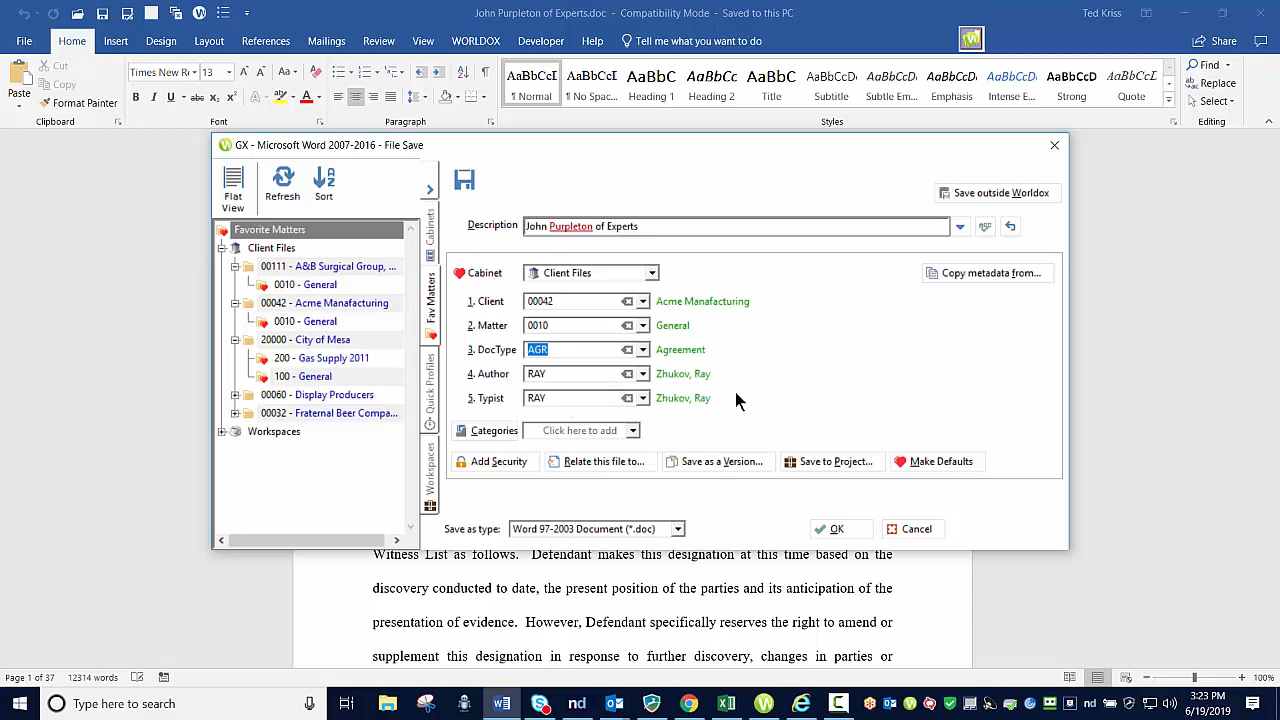 John Purpleton of Experts.doc - Compatibility Mode - Saved to this PC
Ted Kriss
File Home Insert Design Layout References Mailings Review View WORLDOX Developer Help Tell me what you want to do Share
Paste
Cut
Copy
Format Painter
Times New R 13
AaBbCcI AaBbCcI AaBbC AaBbCc AaBbC AaBbCcDc AaBbCcL AaBbCcI AaBbCcI AaBbCcL AaBbCcL
¶ Normal ¶ No Spac... Heading 1 Heading 2 Title Subtitle Subtle Em... Emphasis Intense E... Strong Quote
Find
Replace
Select
Clipboard Font Paragraph Styles Editing
GX - Microsoft Word 2007-2016 - File Save
Flat View
Refresh
Sort
Save outside Worldox
Favorite Matters
Client Files
00111 - A&B Surgical Group, ...
0010 - General
00042 - Acme Manufacturing
0010 - General
20000 - City of Mesa
200 - Gas Supply 2011
100 - General
00060 - Display Producers
00032 - Fraternal Beer Compa...
Workspaces
Cabinets
Fav Matters
Quick Profiles
Workspaces
Description John Purpleton of Experts
Cabinet Client Files Copy metadata from...
1. Client 00042 Acme Manufacturing
2. Matter 0010 General
3. DocType AGR Agreement
4. Author RAY Zhukov, Ray
5. Typist RAY Zhukov, Ray
Categories Click here to add
Add Security Relate this file to... Save as a Version... Save to Project... Make Defaults
Save as type: Word 97-2003 Document (*.doc) OK Cancel
Witness List as follows. Defendant makes this designation at this time based on the
discovery conducted to date, the present position of the parties and its anticipation of the
presentation of evidence. However, Defendant specifically reserves the right to amend or
supplement this designation in response to further discovery, changes in parties or
Page 1 of 37 12314 words 100%
Type here to search
3:23 PM
6/19/2019